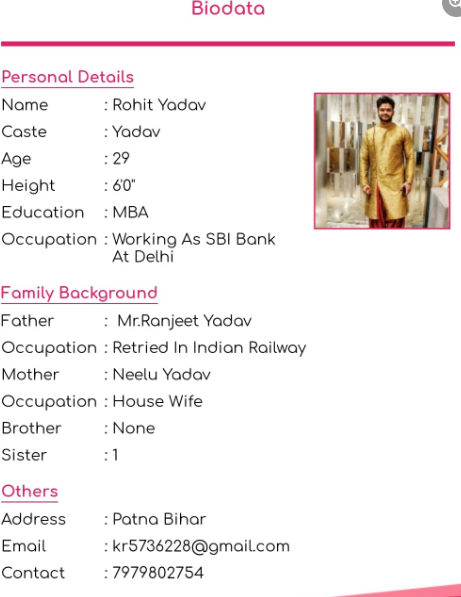 Biodata
Personal Details
Name : Rohit Yadav
Caste : Yadav
Age : 29
Height : 6'0"
Education : MBA
Occupation : Working As SBI Bank
At Delhi
Family Background
Father : Mr.Ranjeet Yadav
Occupation : Retried In Indian Railway
Mother : Neelu Yadav
Occupation : House Wife
Brother : None
Sister : 1
Others
Address : Patna Bihar
Email : kr5736228@gmail.com
Contact : 7979802754